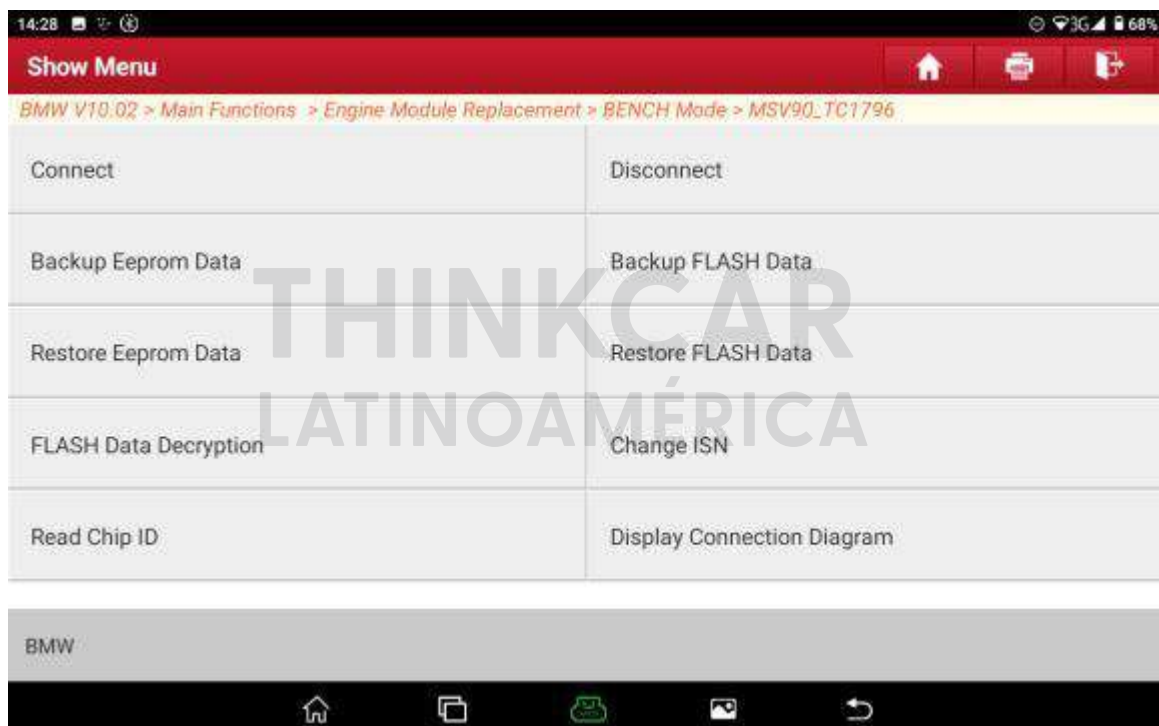 14:28
3G 68%
Show Menu
BMW V10.02 > Main Functions > Engine Module Replacement > BENCH Mode > MSV90_TC1796
Connect
Disconnect
Backup Eeprom Data
Backup FLASH Data
Restore Eeprom Data
Restore FLASH Data
FLASH Data Decryption
Change ISN
Read Chip ID
Display Connection Diagram
THINKCAR
LATINOAMÉRICA
BMW